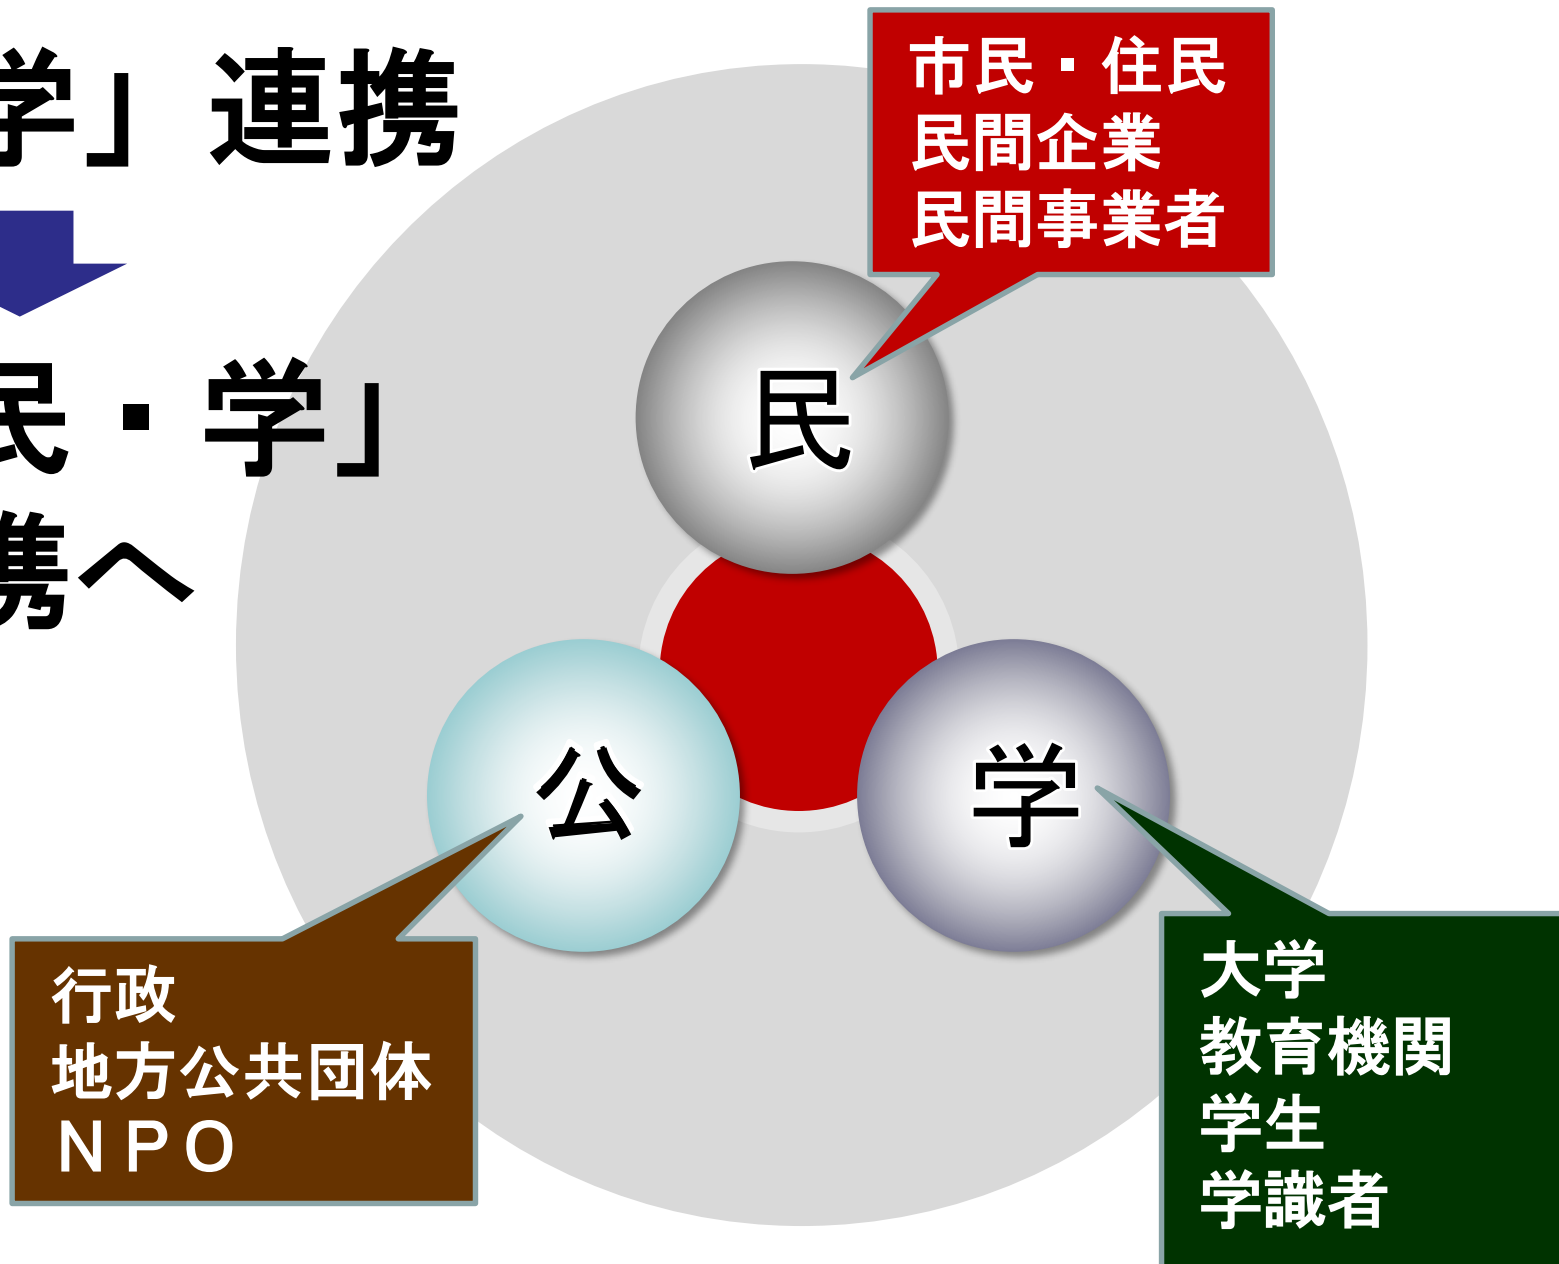 学」連携
民・学」
携へ
市民・住民
民間企業
民間事業者
民
公
学
行政
地方公共団体
ＮＰＯ
大学
教育機関
学生
学識者